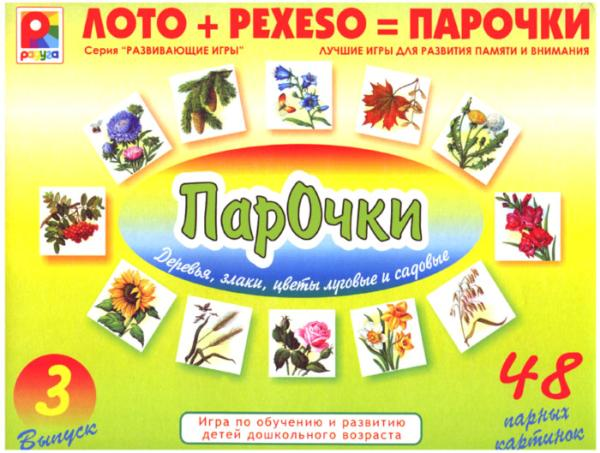 ЛОТО + PEXESO = ПАРОЧКИ
радуга
Серия "РАЗВИВАЮЩИЕ ИГРЫ"
ЛУЧШИЕ ИГРЫ ДЛЯ РАЗВИТИЯ ПАМЯТИ И ВНИМАНИЯ
ПарОчки
Деревья, злаки, цветы луговые и садовые
3
Выпуск
48
парных
картинок
Игра по обучению и развитию
детей дошкольного возраста